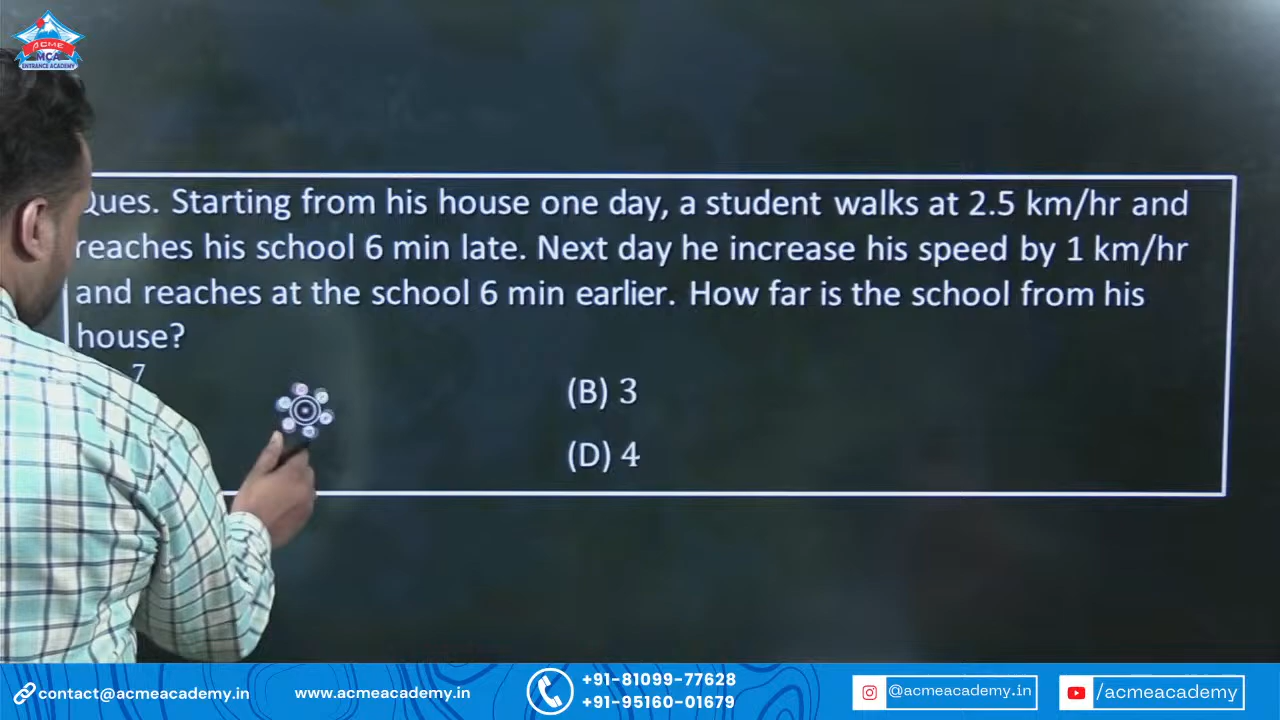 ACME
MCA
ENTRANCE ACADEMY
Ques. Starting from his house one day, a student walks at 2.5 km/hr and
reaches his school 6 min late. Next day he increase his speed by 1 km/hr
and reaches at the school 6 min earlier. How far is the school from his
house?
7
(B) 3
(D) 4
contact@acmeacademy.in
www.acmeacademy.in
+91-81099-77628
+91-95160-01679
@acmeacademy.in
/acmeacademy